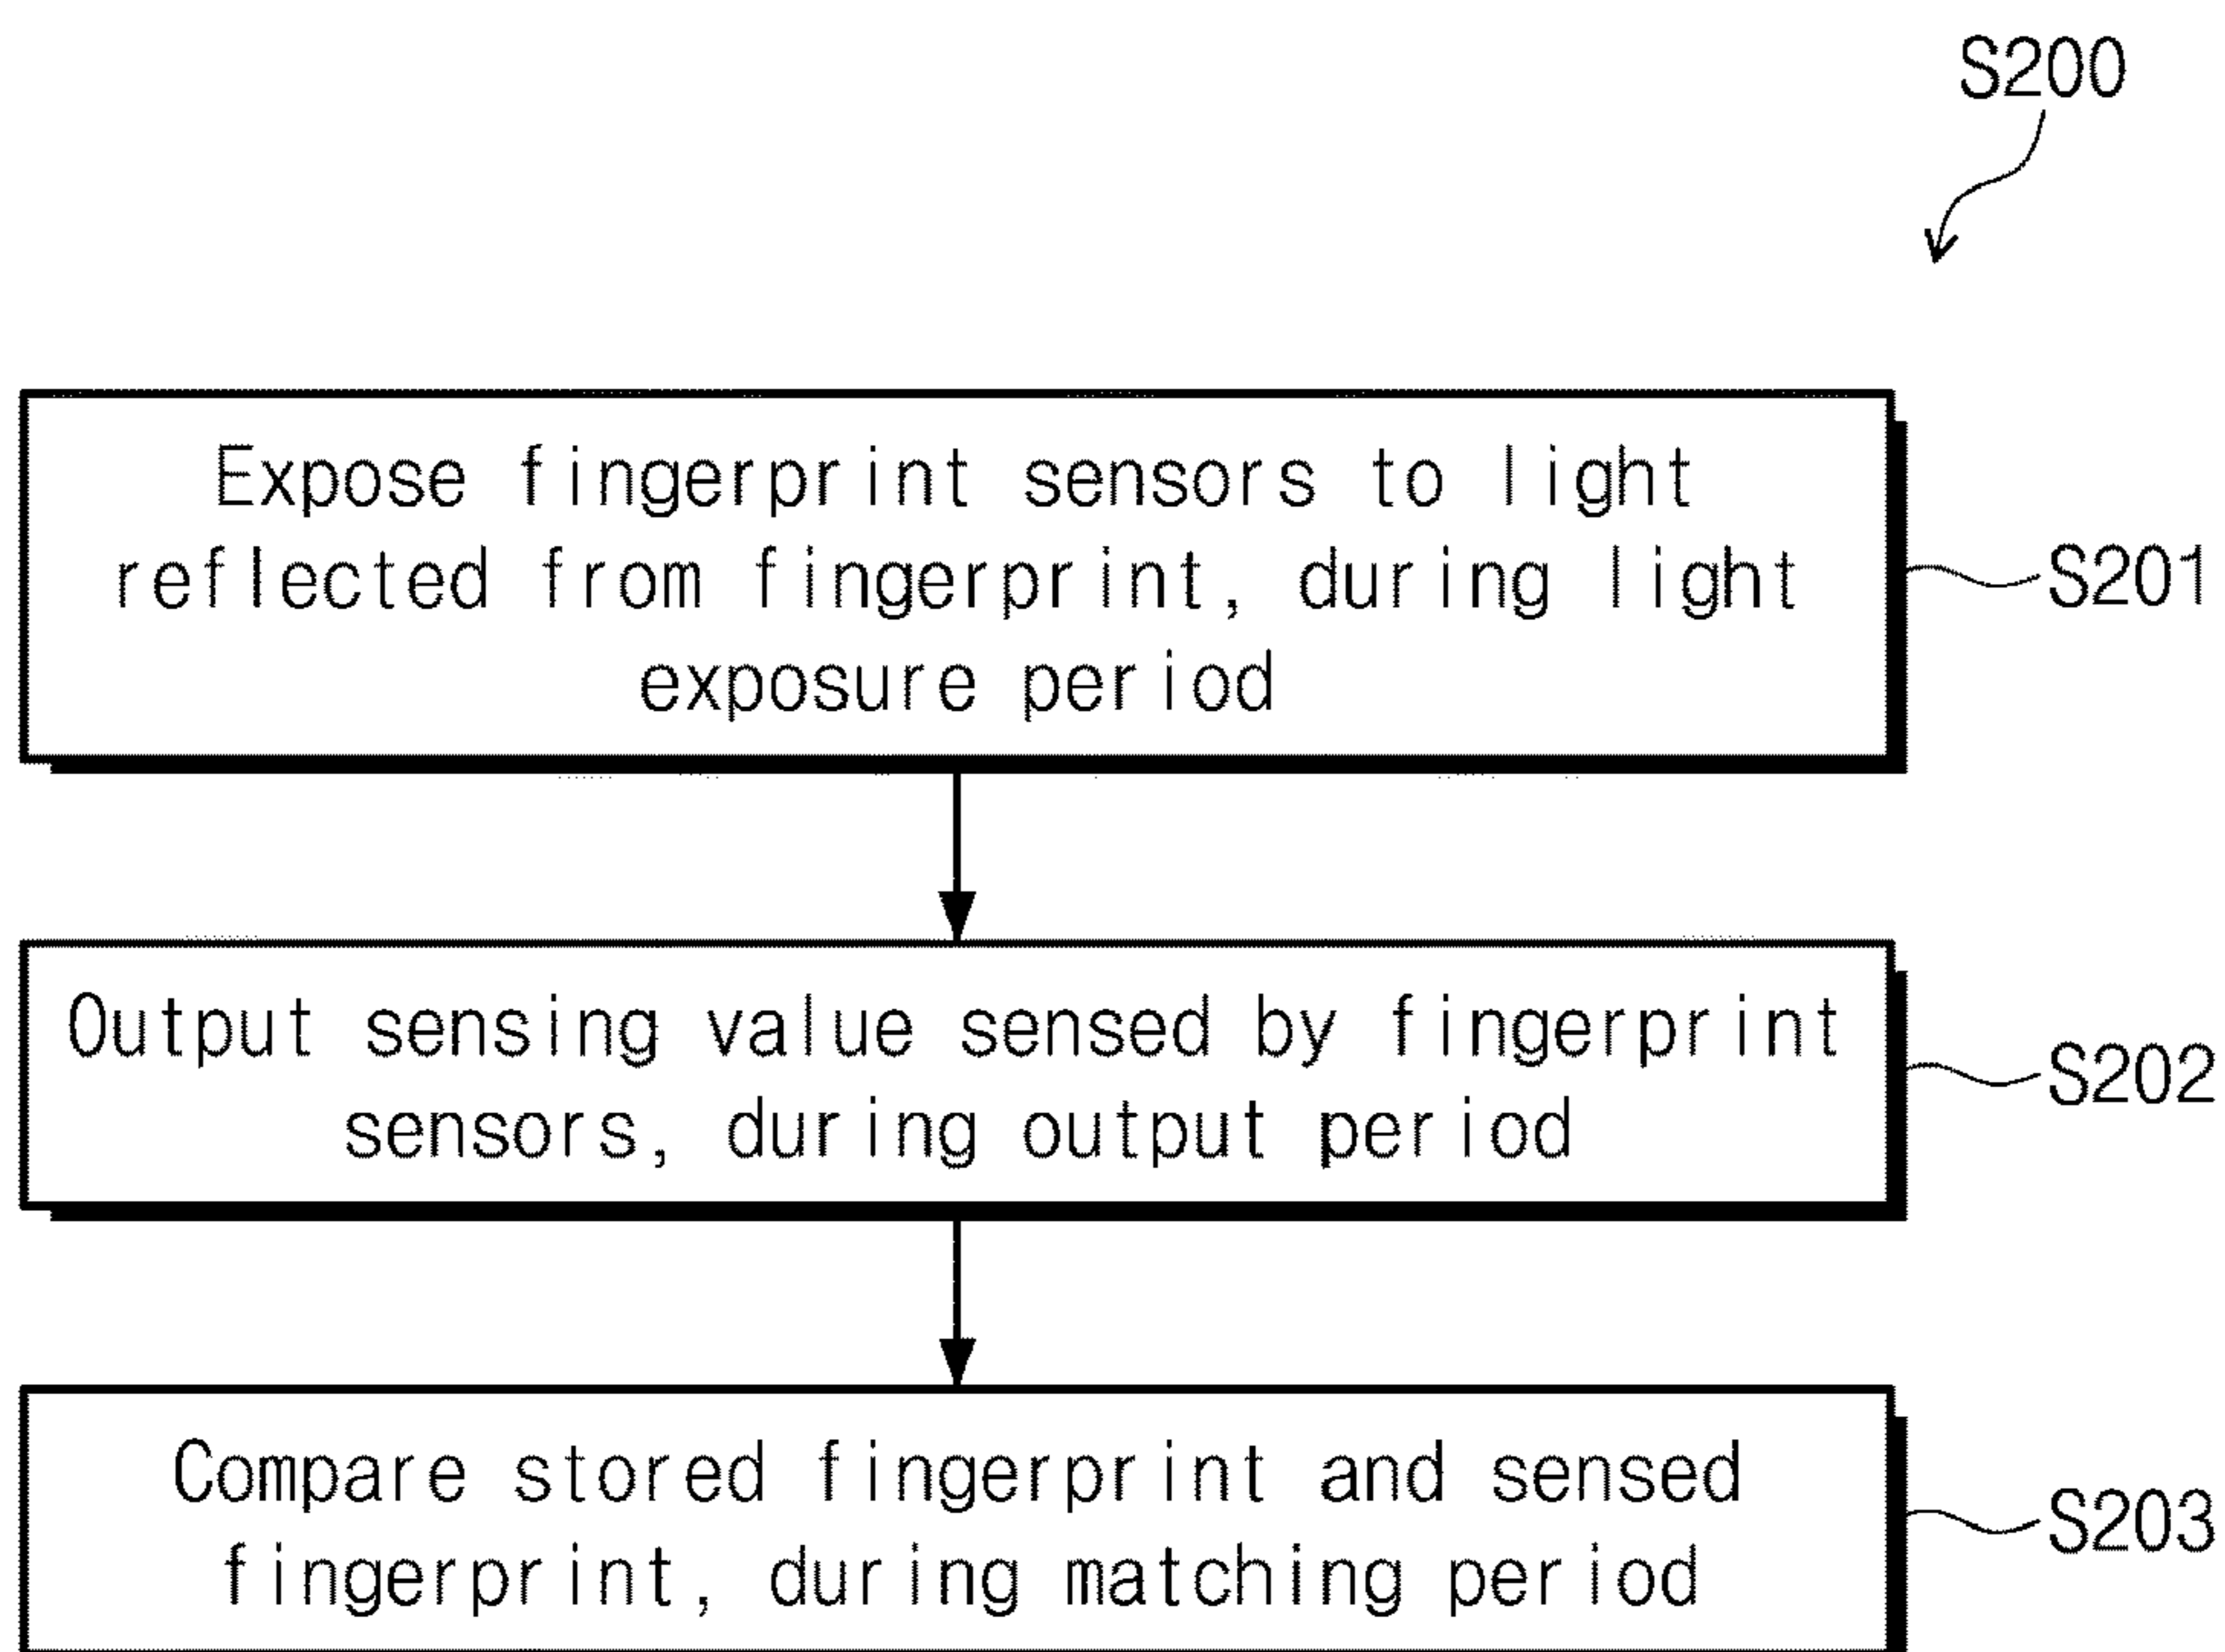 S200
Expose fingerprint sensors to light
reflected from fingerprint, during light
exposure period
S201
Output sensing value sensed by fingerprint
sensors, during output period
S202
Compare stored fingerprint and sensed
fingerprint, during matching period
S203